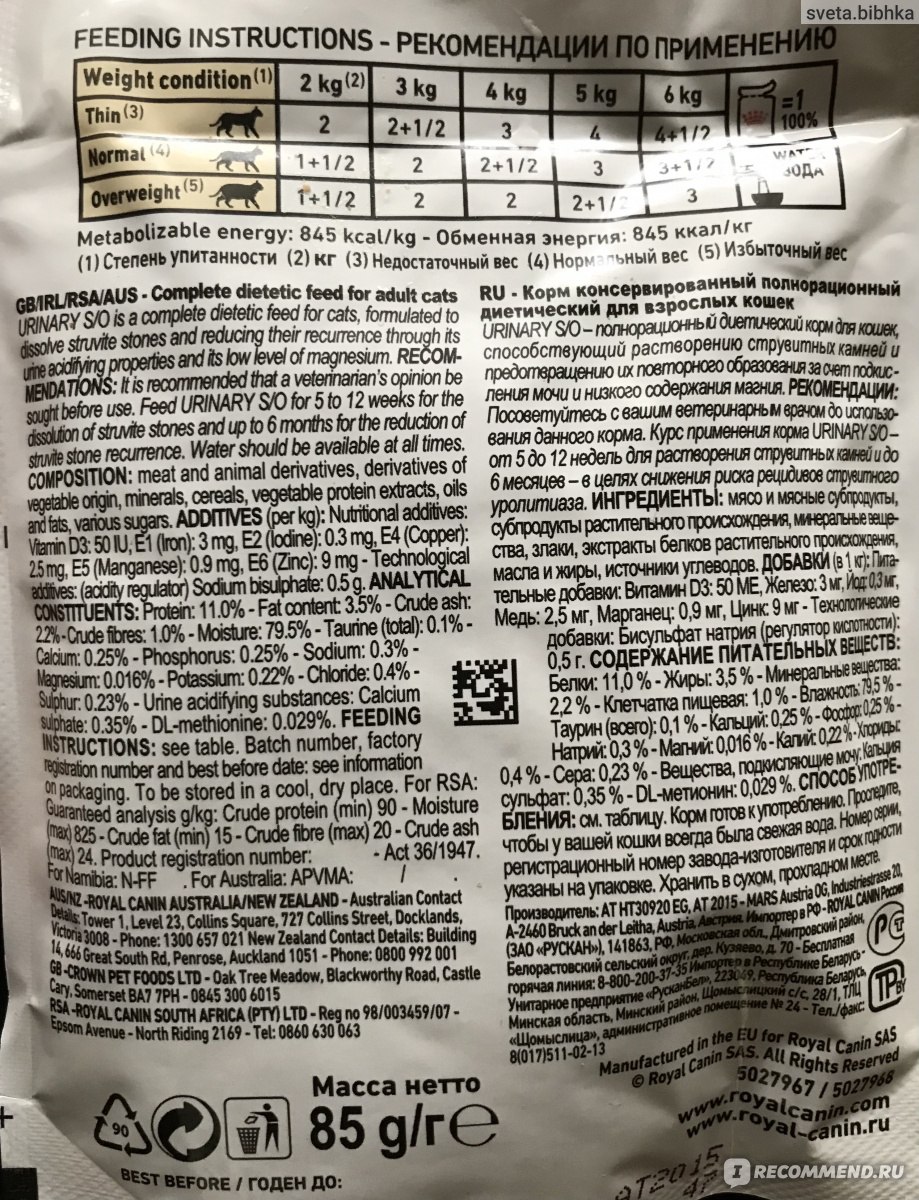 sveta.bibhka
FEEDING INSTRUCTIONS - РЕКОМЕНДАЦИИ ПО ПРИМЕНЕНИЮ
Weight condition(1) 2 kg(2) 3 kg 4 kg 5 kg 6 kg =1 100%
Thin (3) 2 2+1/2 3 4 4+1/2
Normal (4) 1+1/2 2 2+1/2 3 3+1/2 WATER ВОДА
Overweight (5) 1+1/2 2 2 2+1/2 3
Metabolizable energy: 845 kcal/kg - Обменная энергия: 845 ккал/кг
(1) Степень упитанности (2) кг (3) Недостаточный вес (4) Нормальный вес (5) Избыточный вес
GB/IRL/RSA/AUS - Complete dietetic feed for adult cats
URINARY S/O is a complete dietetic feed for cats, formulated to
dissolve struvite stones and reducing their recurrence through its
urine acidifying properties and its low level of magnesium. RECOM-
MENDATIONS: It is recommended that a veterinarian's opinion be
sought before use. Feed URINARY S/O for 5 to 12 weeks for the
dissolution of struvite stones and up to 6 months for the reduction of
struvite stone recurrence. Water should be available at all times.
COMPOSITION: meat and animal derivatives, derivatives of
vegetable origin, minerals, cereals, vegetable protein extracts, oils
and fats, various sugars. ADDITIVES (per kg): Nutritional additives:
Vitamin D3: 50 IU, E1 (Iron): 3 mg, E2 (Iodine): 0.3 mg, E4 (Copper):
2.5 mg, E5 (Manganese): 0.9 mg, E6 (Zinc): 9 mg - Technological
additives: (acidity regulator) Sodium bisulphate: 0.5 g. ANALYTICAL
CONSTITUENTS: Protein: 11.0% - Fat content: 3.5% - Crude ash:
2.2% - Crude fibres: 1.0% - Moisture: 79.5% - Taurine (total): 0.1% -
Calcium: 0.25% - Phosphorus: 0.25% - Sodium: 0.3% -
Magnesium: 0.016% - Potassium: 0.22% - Chloride: 0.4% -
Sulphur: 0.23% - Urine acidifying substances: Calcium
sulphate: 0.35% - DL-methionine: 0.029%. FEEDING
INSTRUCTIONS: see table. Batch number, factory
registration number and best before date: see information
on packaging. To be stored in a cool, dry place. For RSA:
Guaranteed analysis g/kg: Crude protein (min) 90 - Moisture
(max) 825 - Crude fat (min) 15 - Crude fibre (max) 20 - Crude ash
(max) 24. Product registration number: - Act 36/1947.
For Namibia: N-FF . For Australia: APVMA: / .
AUS/NZ -ROYAL CANIN AUSTRALIA/NEW ZEALAND - Australian Contact
Details: Tower 1, Level 23, Collins Square, 727 Collins Street, Docklands,
Victoria 3008 - Phone: 1300 657 021 New Zealand Contact Details: Building
14, 666 Great South Rd, Penrose, Auckland 1051 - Phone: 0800 992 001
GB -CROWN PET FOODS LTD - Oak Tree Meadow, Blackworthy Road, Castle
Cary, Somerset BA7 7PH - 0845 300 6015
RSA -ROYAL CANIN SOUTH AFRICA (PTY) LTD - Reg no 98/003459/07 -
Epsom Avenue - North Riding 2169 - Tel: 0860 630 063
RU - Корм консервированный полнорационный
диетический для взрослых кошек
URINARY S/O – полнорационный диетический корм для кошек,
способствующий растворению струвитных камней и
предотвращению их повторного образования за счет подкис-
ления мочи и низкого содержания магния. РЕКОМЕНДАЦИИ:
Посоветуйтесь с вашим ветеринарным врачом до использо-
вания данного корма. Курс применения корма URINARY S/O –
от 5 до 12 недель для растворения струвитных камней и до
6 месяцев – в целях снижения риска рецидивов струвитного
уролитиаза. ИНГРЕДИЕНТЫ: мясо и мясные субпродукты,
субпродукты растительного происхождения, минеральные веще-
ства, злаки, экстракты белков растительного происхождения,
масла и жиры, источники углеводов. ДОБАВКИ (в 1 кг): Пита-
тельные добавки: Витамин D3: 50 МЕ, Железо: 3 мг, Йод: 0,3 мг,
Медь: 2,5 мг, Марганец: 0,9 мг, Цинк: 9 мг - Технологические
добавки: Бисульфат натрия (регулятор кислотности):
0,5 г. СОДЕРЖАНИЕ ПИТАТЕЛЬНЫХ ВЕЩЕСТВ:
Белки: 11,0 % - Жиры: 3,5 % - Минеральные вещества:
2,2 % - Клетчатка пищевая: 1,0 % - Влажность: 79,5 % -
Таурин (всего): 0,1 % - Кальций: 0,25 % - Фосфор: 0,25 % -
Натрий: 0,3 % - Магний: 0,016 % - Калий: 0,22 % - Хлориды:
0,4 % - Сера: 0,23 % - Вещества, подкисляющие мочу: Кальция
сульфат: 0,35 % - DL-метионин: 0,029 %. СПОСОБ УПОТРЕ-
БЛЕНИЯ: см. таблицу. Корм готов к употреблению. Проследите,
чтобы у вашей кошки всегда была свежая вода. Номер серии,
регистрационный номер завода-изготовителя и срок годности
указаны на упаковке. Хранить в сухом, прохладном месте.
Производитель: AT HT30920 EG, AT 2015 - MARS Austria OG, Industriestrasse 20,
A-2460 Bruck an der Leitha, Austria, Австрия. Импортер в РФ - ROYAL CANIN Россия
(ЗАО «РУСКАН»), 141863, РФ, Московская обл., Дмитровский район,
Белорастовский сельский округ, дер. Кузяево, д. 70 - Бесплатная
горячая линия: 8-800-200-37-35 Импортер в Республике Беларусь -
Унитарное предприятие «РусканБел», 223049, Республика Беларусь,
Минская область, Минский район, Щомыслицкий с/с, 28/1, ТЛЦ
«Щомыслица», административное помещение № 24 - Тел./факс:
8(017)511-02-13
Manufactured in the EU for Royal Canin SAS
© Royal Canin SAS. All Rights Reserved
5027967 / 5027968
www.royalcanin.com
www.royal-canin.ru
90
Масса нетто
85 g/г e
BEST BEFORE / ГОДЕН ДО:
AT2015
47
IRECOMMEND.RU